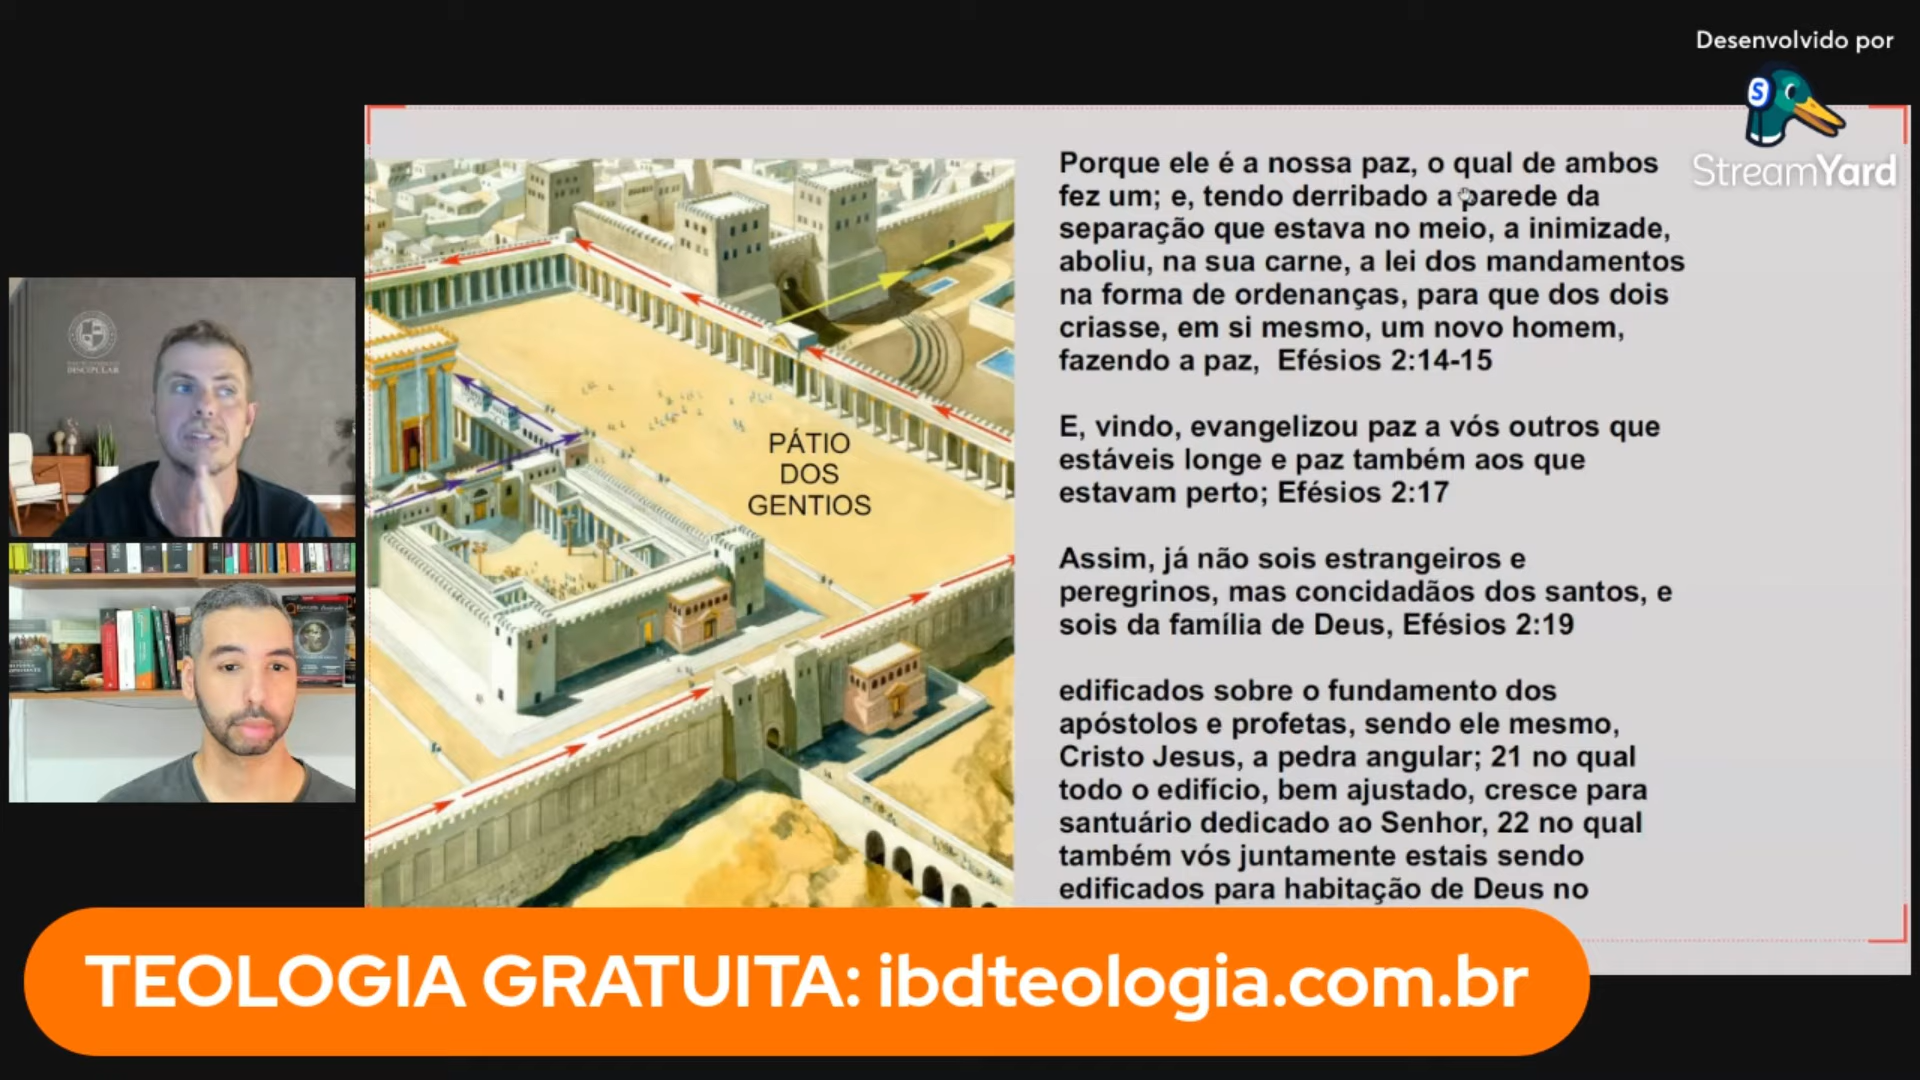 Desenvolvido por
StreamYard
Porque ele é a nossa paz, o qual de ambos
fez um; e, tendo derribado a parede da
separação que estava no meio, a inimizade,
aboliu, na sua carne, a lei dos mandamentos
na forma de ordenanças, para que dos dois
criasse, em si mesmo, um novo homem,
fazendo a paz, Efésios 2:14-15
E, vindo, evangelizou paz a vós outros que
estáveis longe e paz também aos que
estavam perto; Efésios 2:17
Assim, já não sois estrangeiros e
peregrinos, mas concidadãos dos santos, e
sois da família de Deus, Efésios 2:19
edificados sobre o fundamento dos
apóstolos e profetas, sendo ele mesmo,
Cristo Jesus, a pedra angular; 21 no qual
todo o edifício, bem ajustado, cresce para
santuário dedicado ao Senhor, 22 no qual
também vós juntamente estais sendo
edificados para habitação de Deus no
PÁTIO
DOS
GENTIOS
DISCIPULAR
TEOLOGIA GRATUITA: ibdteologia.com.br